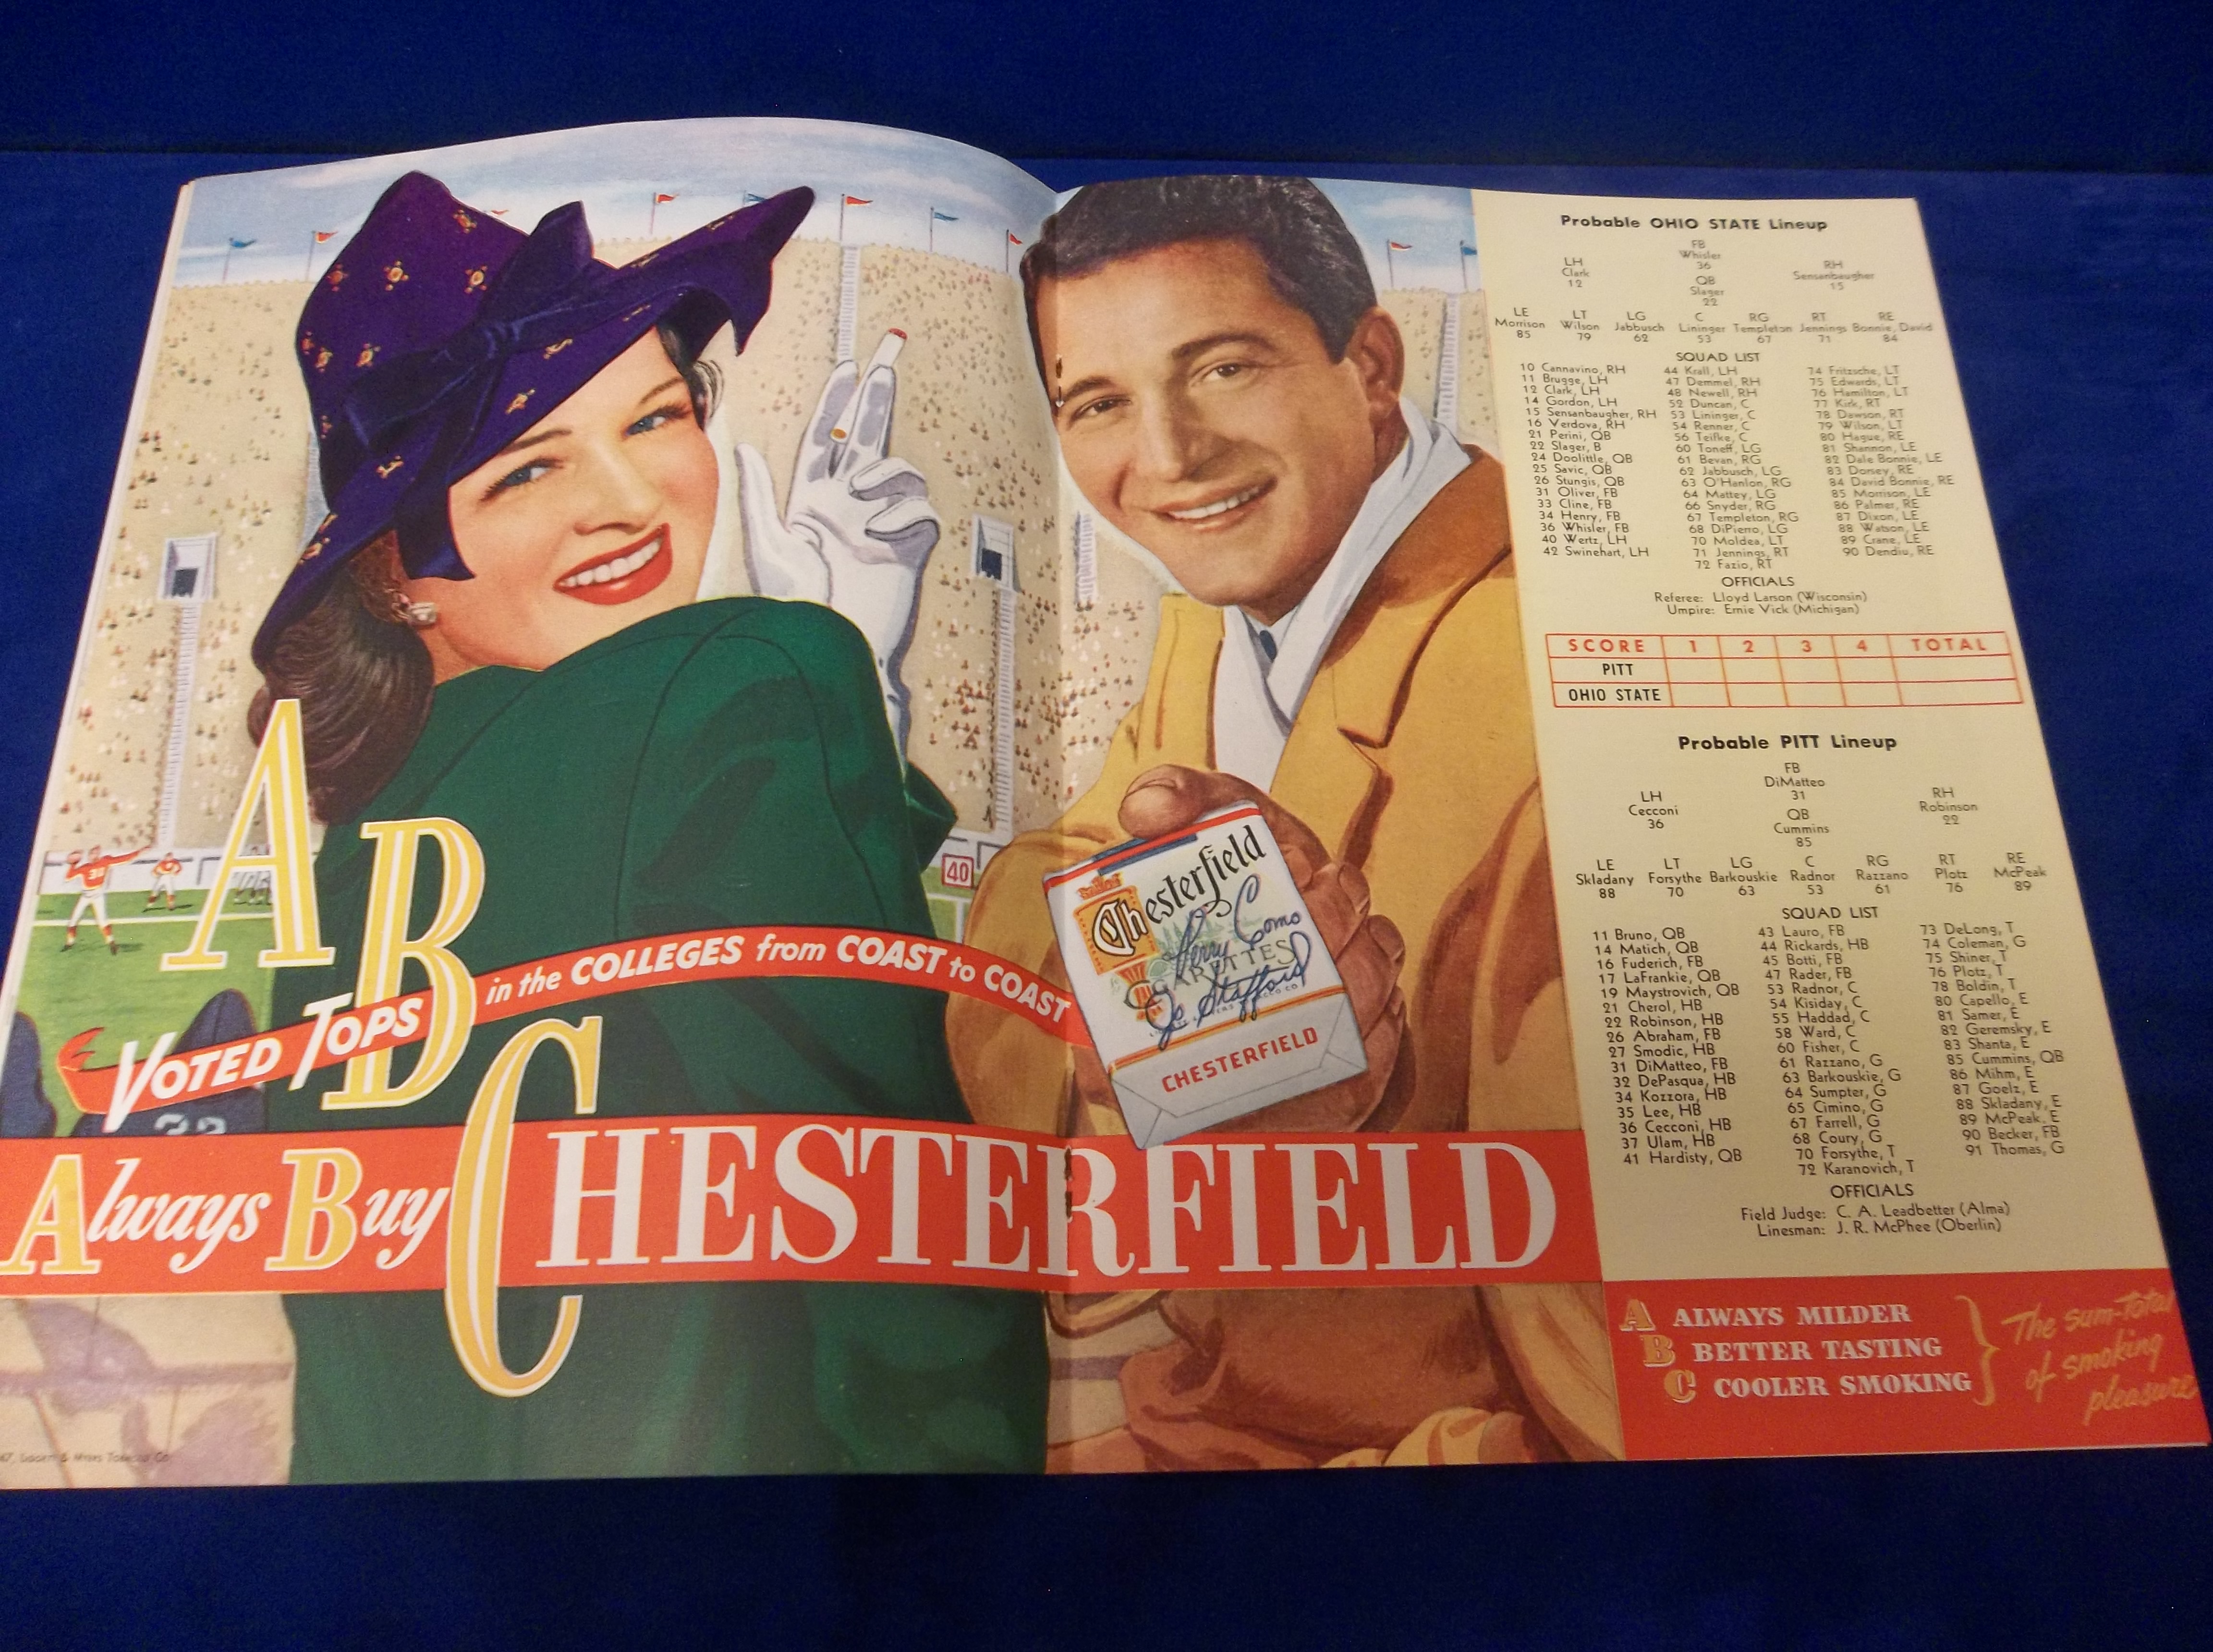 A
B
C
VOTED TOPS in the COLLEGES from COAST to COAST
Always Buy CHESTERFIELD
40
Chesterfield
Perry Como
CIGARETTES
Jo Stafford
CHESTERFIELD
LIGGETT & MYERS TOBACCO CO.
Probable OHIO STATE Lineup
FB
Whisler
36
LH
Clark
12
RH
Sensanbaugher
15
QB
Slager
22
LE LT LG C RG RT RE
Morrison Wilson Jabbusch Lininger Templeton Jennings Bonnie, David
85 79 62 53 67 71 84
SQUAD LIST
10 Cannavino, RH
11 Brugge, LH
12 Clark, LH
14 Gordon, LH
15 Sensanbaugher, RH
16 Verdova, RH
21 Perini, QB
22 Slager, B
24 Doolittle, QB
25 Savic, QB
26 Stungis, QB
31 Oliver, FB
33 Cline, FB
34 Henry, FB
36 Whisler, FB
40 Wertz, LH
42 Swinehart, LH
44 Krall, LH
47 Demmel, RH
48 Newell, RH
52 Duncan, C
53 Lininger, C
54 Renner, C
56 Teifke, C
60 Toneff, LG
61 Bevan, RG
62 Jabbusch, LG
63 O'Hanlon, RG
64 Mattey, LG
66 Snyder, RG
67 Templeton, RG
68 DiPierro, LG
70 Moldea, LT
71 Jennings, RT
72 Fazio, RT
74 Fritzsche, LT
75 Edwards, LT
76 Hamilton, LT
77 Kirk, RT
78 Dawson, RT
79 Wilson, LT
80 Hague, RE
81 Shannon, LE
82 Dale Bonnie, LE
83 Dorsey, RE
84 David Bonnie, RE
85 Morrison, LE
86 Palmer, RE
87 Dixon, LE
88 Watson, LE
89 Crane, LE
90 Dendiu, RE
OFFICIALS
Referee: Lloyd Larson (Wisconsin)
Umpire: Ernie Vick (Michigan)
SCORE 1 2 3 4 TOTAL
PITT
OHIO STATE
Probable PITT Lineup
FB
DiMatteo
31
LH
Cecconi
36
RH
Robinson
22
QB
Cummins
85
LE LT LG C RG RT RE
Skladany Forsythe Barkouskie Radnor Razzano Plotz McPeak
88 70 63 53 61 76 89
SQUAD LIST
11 Bruno, QB
14 Matich, QB
16 Fuderich, FB
17 LaFrankie, QB
19 Maystrovich, QB
21 Cherol, HB
22 Robinson, HB
26 Abraham, FB
27 Smodic, HB
31 DiMatteo, FB
32 DePasqua, HB
34 Kozzora, HB
35 Lee, HB
36 Cecconi, HB
37 Ulam, HB
41 Hardisty, QB
43 Lauro, FB
44 Rickards, HB
45 Botti, FB
47 Rader, FB
53 Radnor, C
54 Kisiday, C
55 Haddad, C
58 Ward, C
60 Fisher, C
61 Razzano, G
63 Barkouskie, G
64 Sumpter, G
65 Cimino, G
67 Farrell, G
68 Coury, G
70 Forsythe, T
72 Karanovich, T
73 DeLong, T
74 Coleman, G
75 Shiner, T
76 Plotz, T
78 Boldin, T
80 Capello, E
81 Samer, E
82 Geremsky, E
83 Shanta, E
85 Cummins, QB
86 Mihm, E
87 Goelz, E
88 Skladany, E
89 McPeak, E
90 Becker, FB
91 Thomas, G
OFFICIALS
Field Judge: C. A. Leadbetter (Alma)
Linesman: J. R. McPhee (Oberlin)
A ALWAYS MILDER
B BETTER TASTING
C COOLER SMOKING
The sum-total
of smoking
pleasure
47, LIGGETT & MYERS TOBACCO CO.